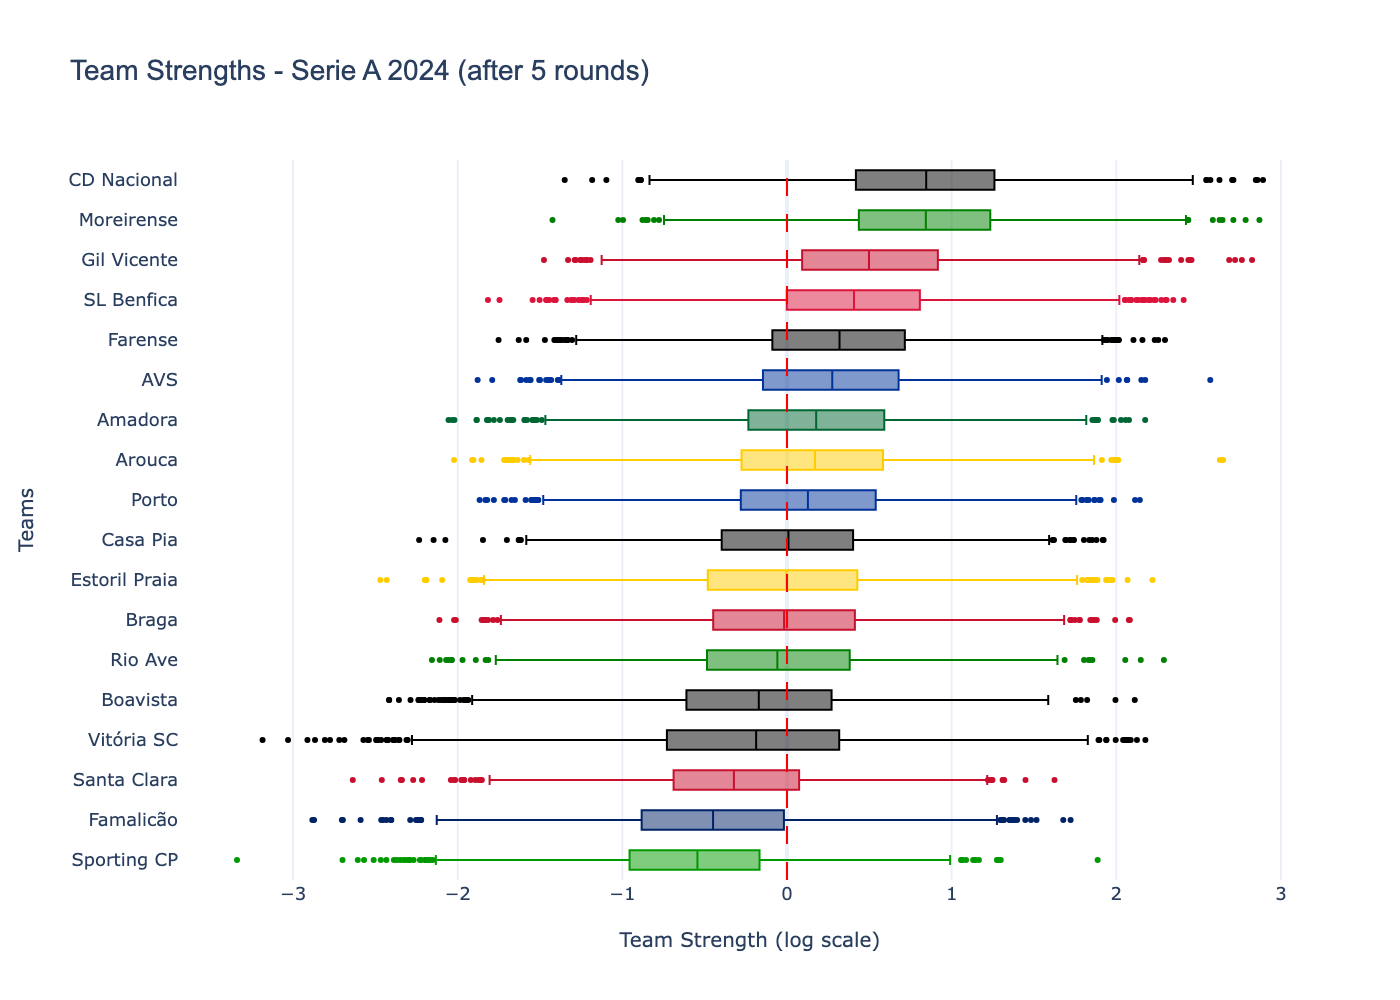 Team Strengths - Serie A 2024 (after 5 rounds)
CD Nacional
Moreirense
Gil Vicente
SL Benfica
Farense
AVS
Amadora
Arouca
Porto
Casa Pia
Estoril Praia
Braga
Rio Ave
Boavista
Vitória SC
Santa Clara
Famalicão
Sporting CP
Teams
−3
−2
−1
0
1
2
3
Team Strength (log scale)